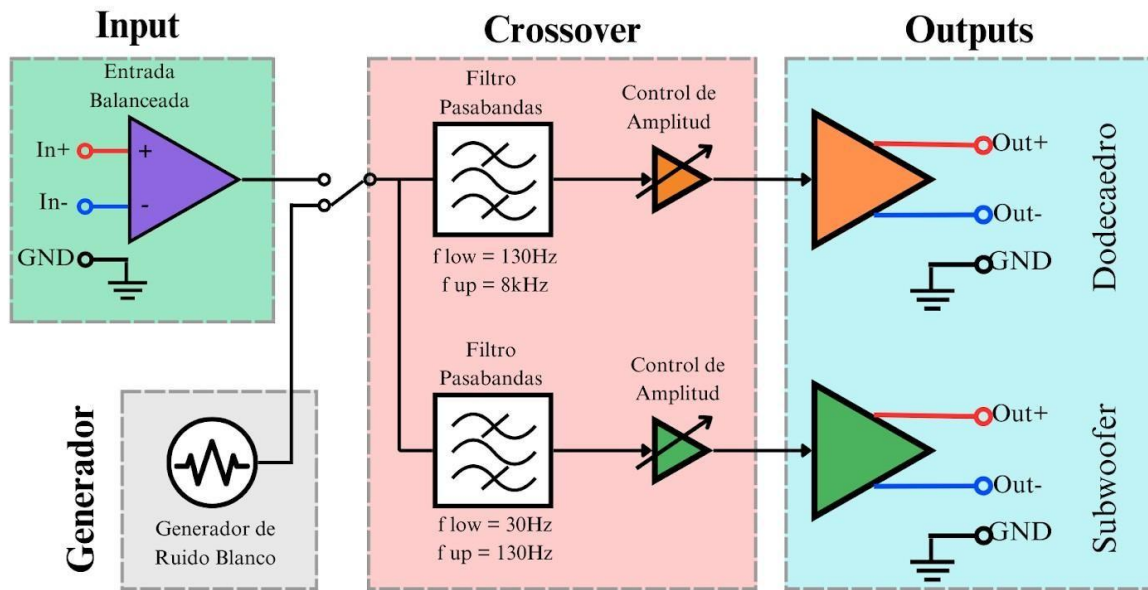 Input
Crossover
Outputs
Entrada
Balanceada
In+
+
In-
-
GND
Filtro
Pasabandas
f low = 130Hz
f up = 8kHz
Control de
Amplitud
Out+
Out-
GND
Dodecaedro
Generador
Generador de
Ruido Blanco
Filtro
Pasabandas
f low = 30Hz
f up = 130Hz
Control de
Amplitud
Out+
Out-
GND
Subwoofer